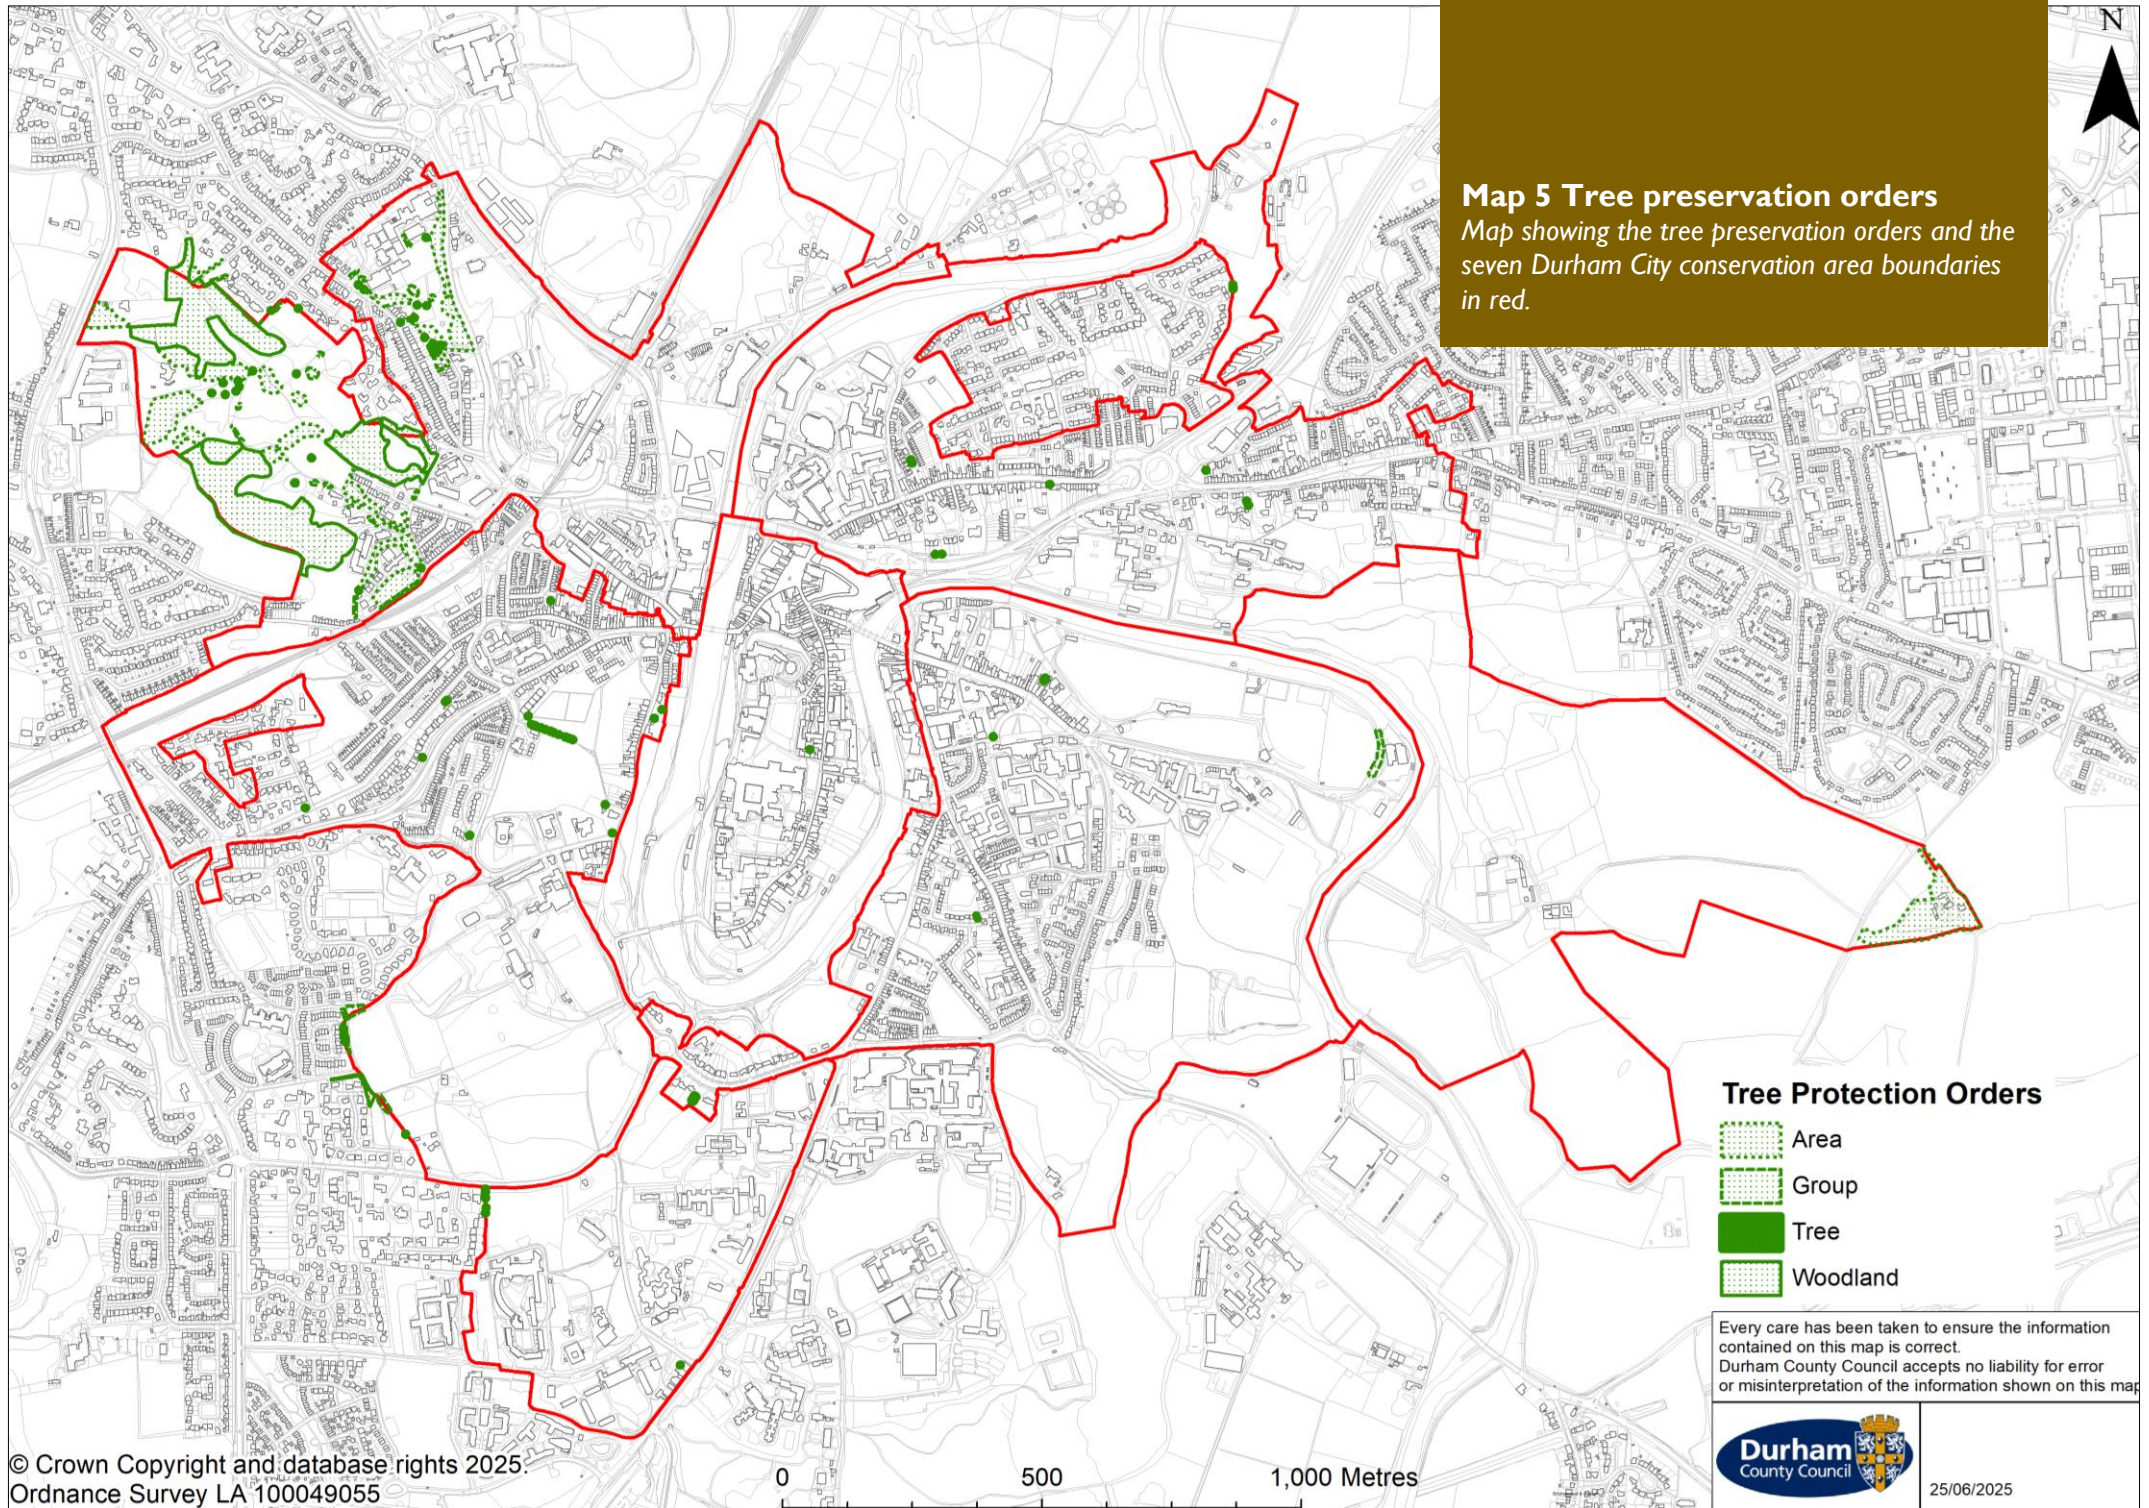 N
Map 5 Tree preservation orders
Map showing the tree preservation orders and the
seven Durham City conservation area boundaries
in red.
Tree Protection Orders
Area
Group
Tree
Woodland
Every care has been taken to ensure the information
contained on this map is correct.
Durham County Council accepts no liability for error
or misinterpretation of the information shown on this map
Durham
County Council
25/06/2025
© Crown Copyright and database rights 2025.
Ordnance Survey LA 100049055
0 500 1,000 Metres